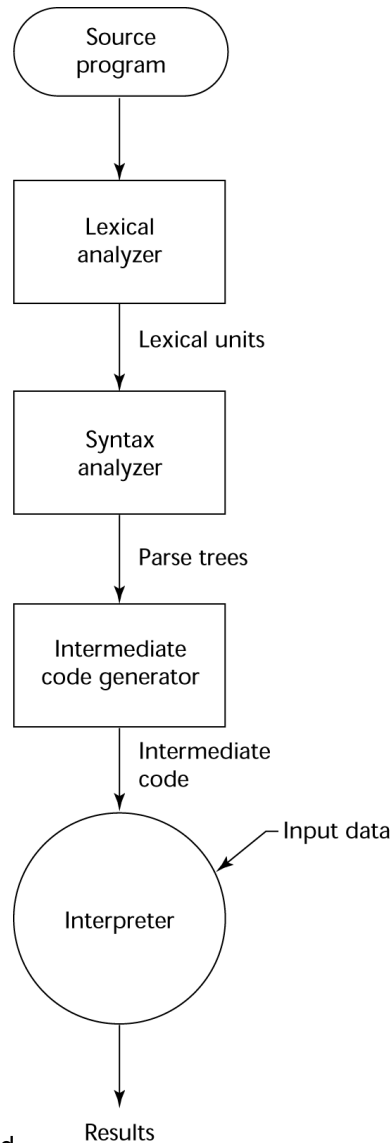 Source
program
Lexical
analyzer
Lexical units
Syntax
analyzer
Parse trees
Intermediate
code generator
Intermediate
code
Input data
Interpreter
Results